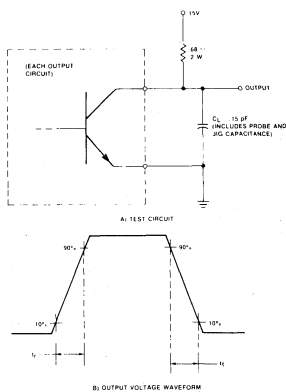 15V
68
2 W
(EACH OUTPUT
CIRCUIT)
OUTPUT
CL 15 pF
(INCLUDES PROBE AND
JIG CAPACITANCE)
A) TEST CIRCUIT
90%
90%
10%
10%
tr
tf
B) OUTPUT VOLTAGE WAVEFORM